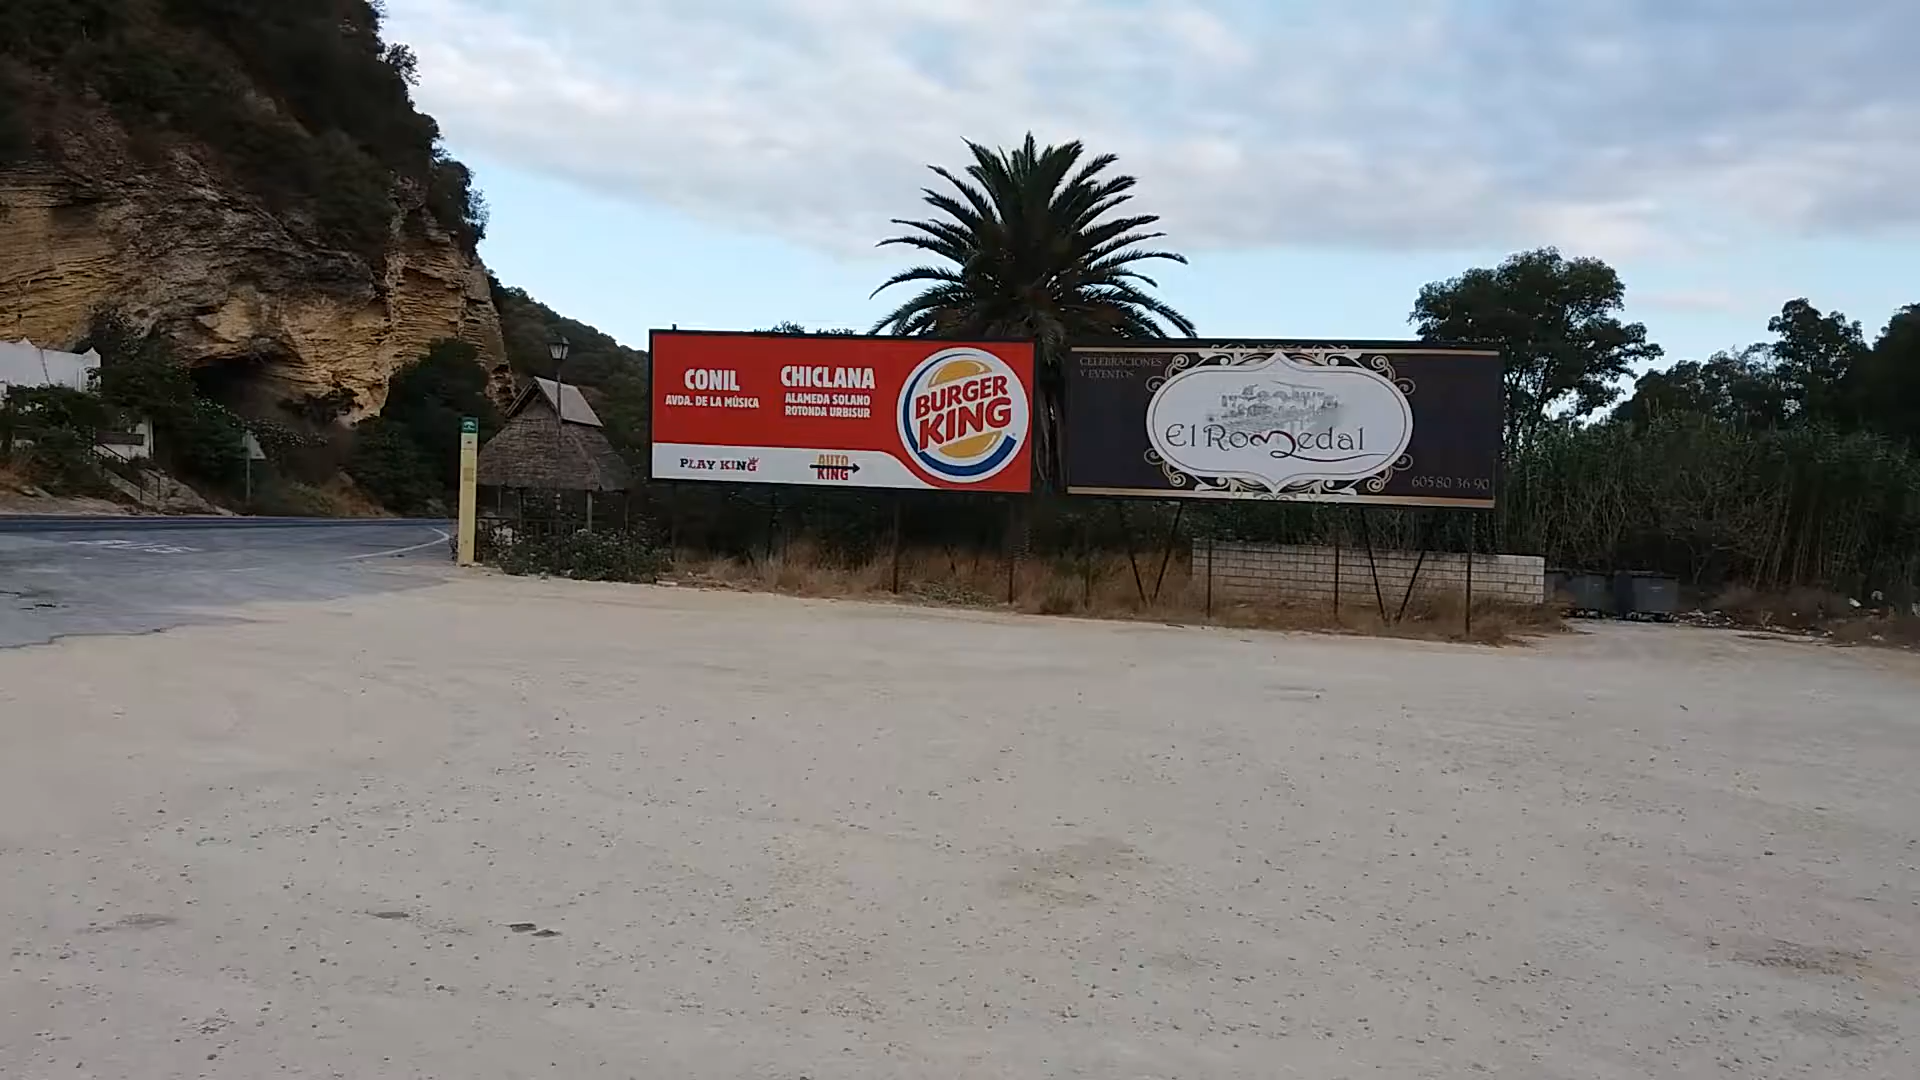 CONIL
AVDA. DE LA MÚSICA
CHICLANA
ALAMEDA SOLANO
ROTONDA URBISUR
BURGER
KING
PLAY KING
AUTO
KING
CELEBRACIONES
Y EVENTOS
El Romedal
605 80 36 90